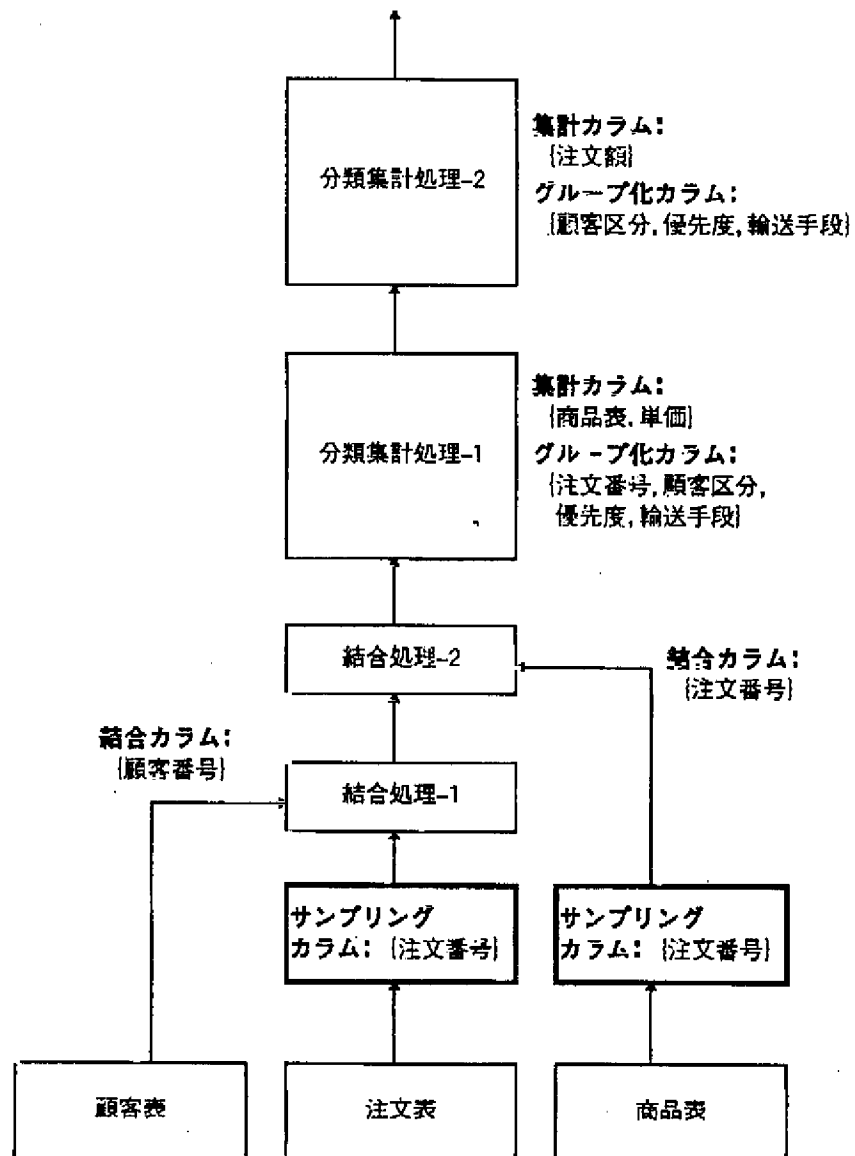 分類集計処理-2
集計カラム:
{注文額}
グループ化カラム:
{顧客区分, 優先度, 輸送手段}
分類集計処理-1
集計カラム:
{商品表, 単価}
グループ化カラム:
{注文番号, 顧客区分,
優先度, 輸送手段}
結合処理-2
結合カラム:
{注文番号}
結合カラム:
{顧客番号}
結合処理-1
サンプリング
カラム: {注文番号}
サンプリング
カラム: {注文番号}
顧客表
注文表
商品表